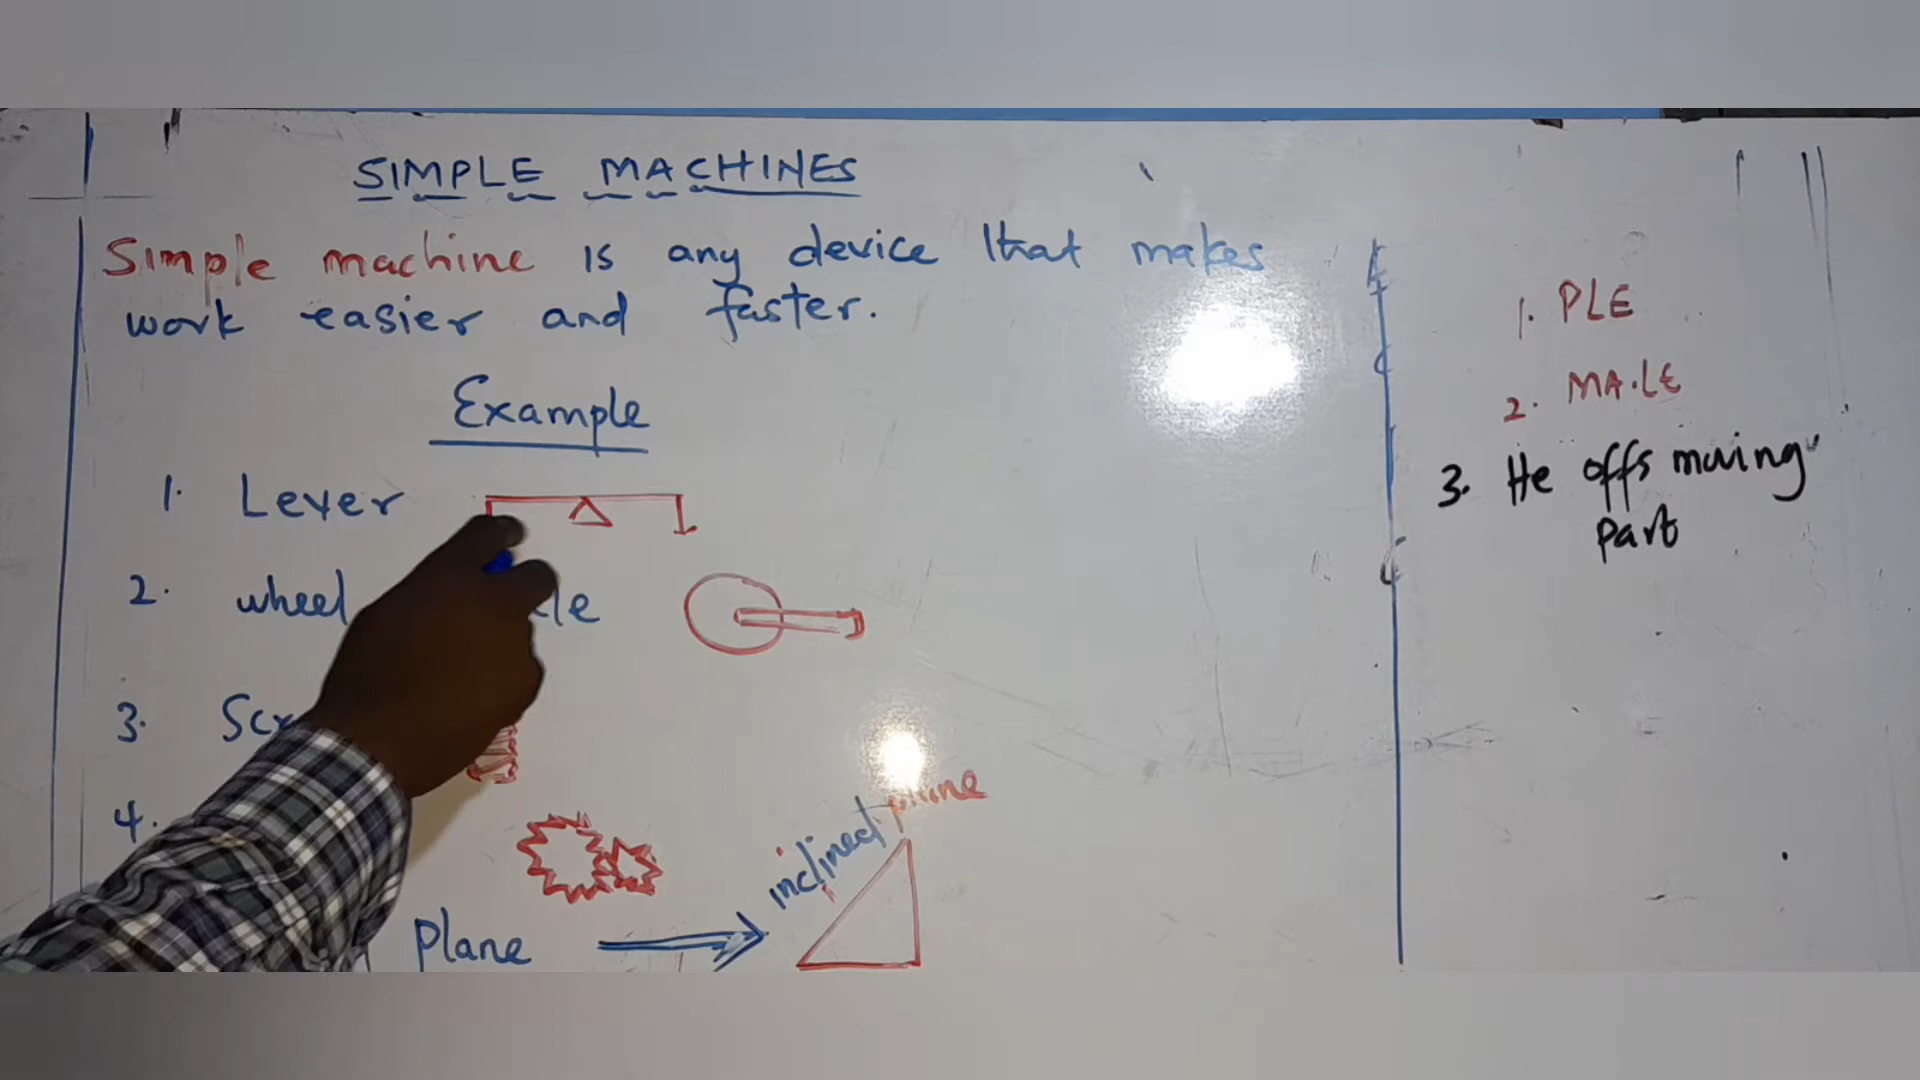 SIMPLE MACHINES
Simple machine is any device that makes
work easier and faster.
Example
1. Lever
2. wheel
3.
4.
plane
inclined plane
1. PLE
2. MA.LE
3. He offs moving
part